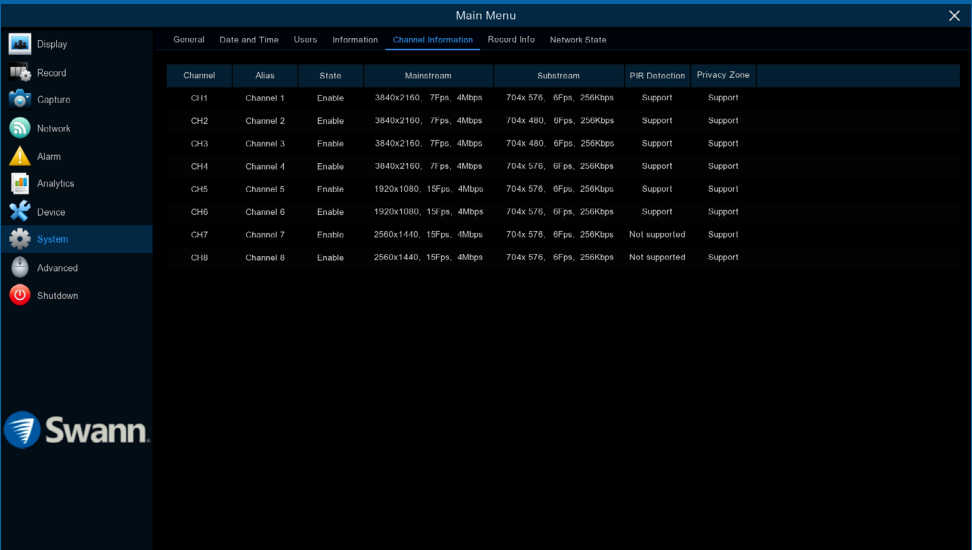 Main Menu
Display
Record
Capture
Network
Alarm
Analytics
Device
System
Advanced
Shutdown
Swann
General Date and Time Users Information Channel Information Record Info Network State
Channel Alias State Mainstream Substream PIR Detection Privacy Zone
CH1 Channel 1 Enable 3840x2160, 7Fps, 4Mbps 704x 576, 6Fps, 256Kbps Support Support
CH2 Channel 2 Enable 3840x2160, 7Fps, 4Mbps 704x 480, 6Fps, 256Kbps Support Support
CH3 Channel 3 Enable 3840x2160, 7Fps, 4Mbps 704x 480, 6Fps, 256Kbps Support Support
CH4 Channel 4 Enable 3840x2160, 7Fps, 4Mbps 704x 576, 6Fps, 256Kbps Support Support
CH5 Channel 5 Enable 1920x1080, 15Fps, 4Mbps 704x 576, 6Fps, 256Kbps Support Support
CH6 Channel 6 Enable 1920x1080, 15Fps, 4Mbps 704x 576, 6Fps, 256Kbps Support Support
CH7 Channel 7 Enable 2560x1440, 15Fps, 4Mbps 704x 576, 6Fps, 256Kbps Not supported Support
CH8 Channel 8 Enable 2560x1440, 15Fps, 4Mbps 704x 576, 6Fps, 256Kbps Not supported Support